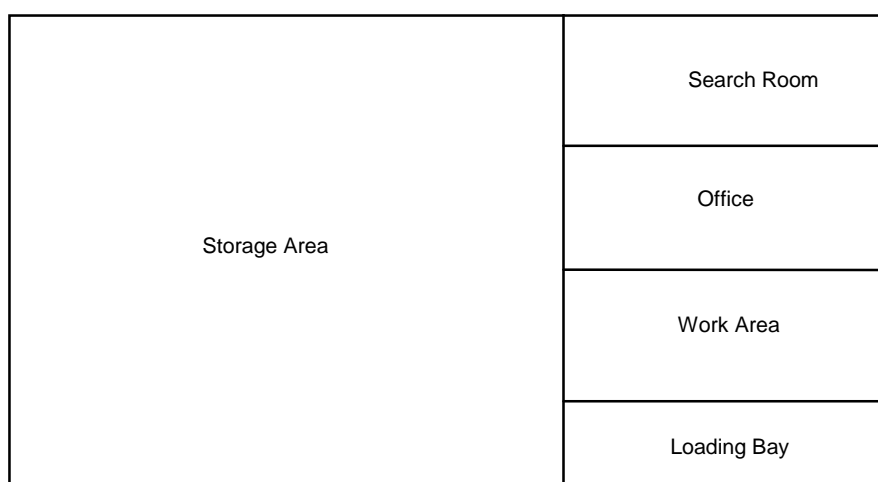 Search Room
Office
Storage Area
Work Area
Loading Bay